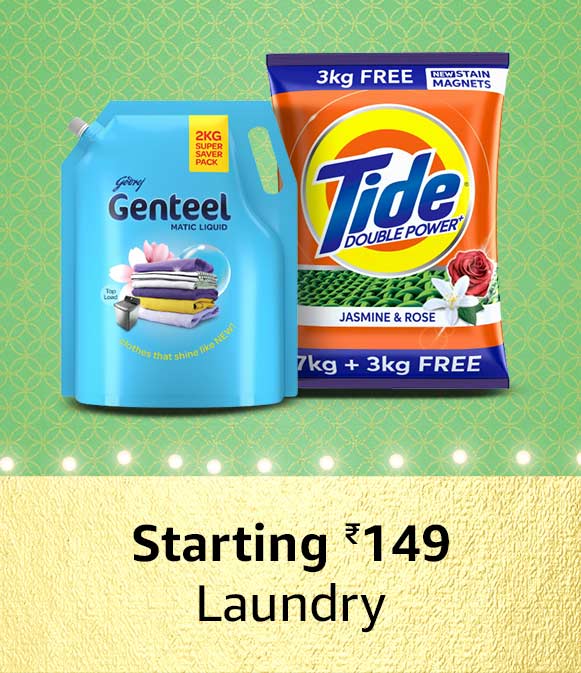 2KG
SUPER
SAVER
PACK
Godrej
Genteel
MATIC LIQUID
Top
Load
clothes that shine like NEW!
3kg FREE
NEW STAIN
MAGNETS
Tide
DOUBLE POWER+
JASMINE & ROSE
7kg + 3kg FREE
Starting ₹149
Laundry